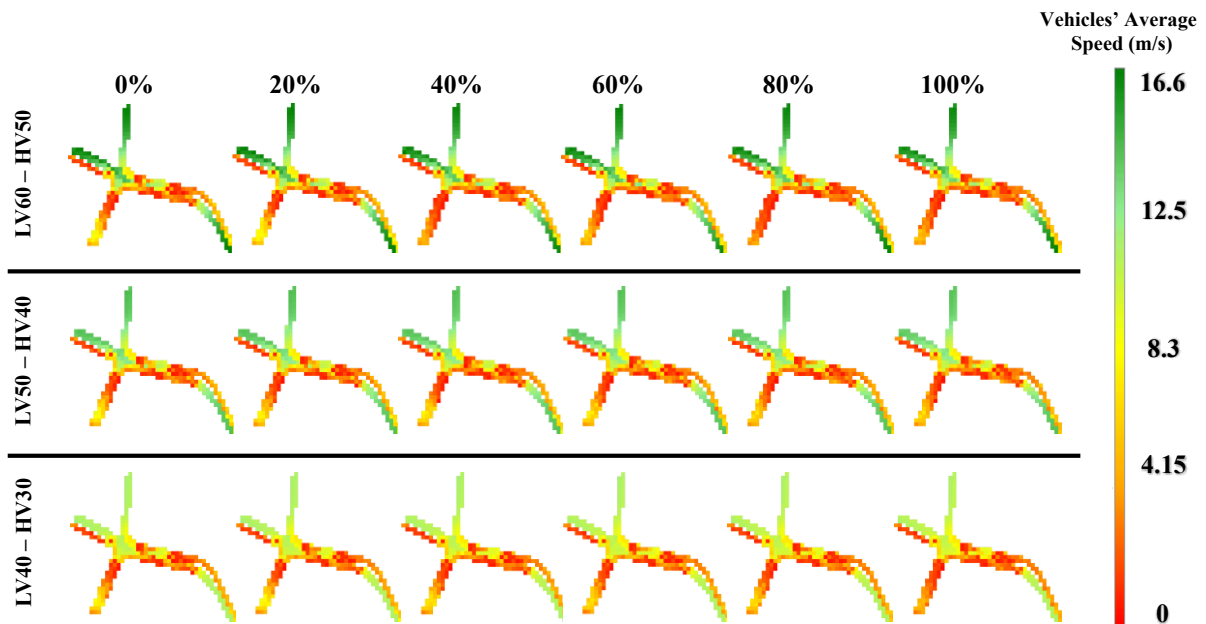 Vehicles’ Average
Speed (m/s)
0% 20% 40% 60% 80% 100%
16.6
12.5
8.3
4.15
0
LV60 – HV50
LV50 – HV40
LV40 – HV30